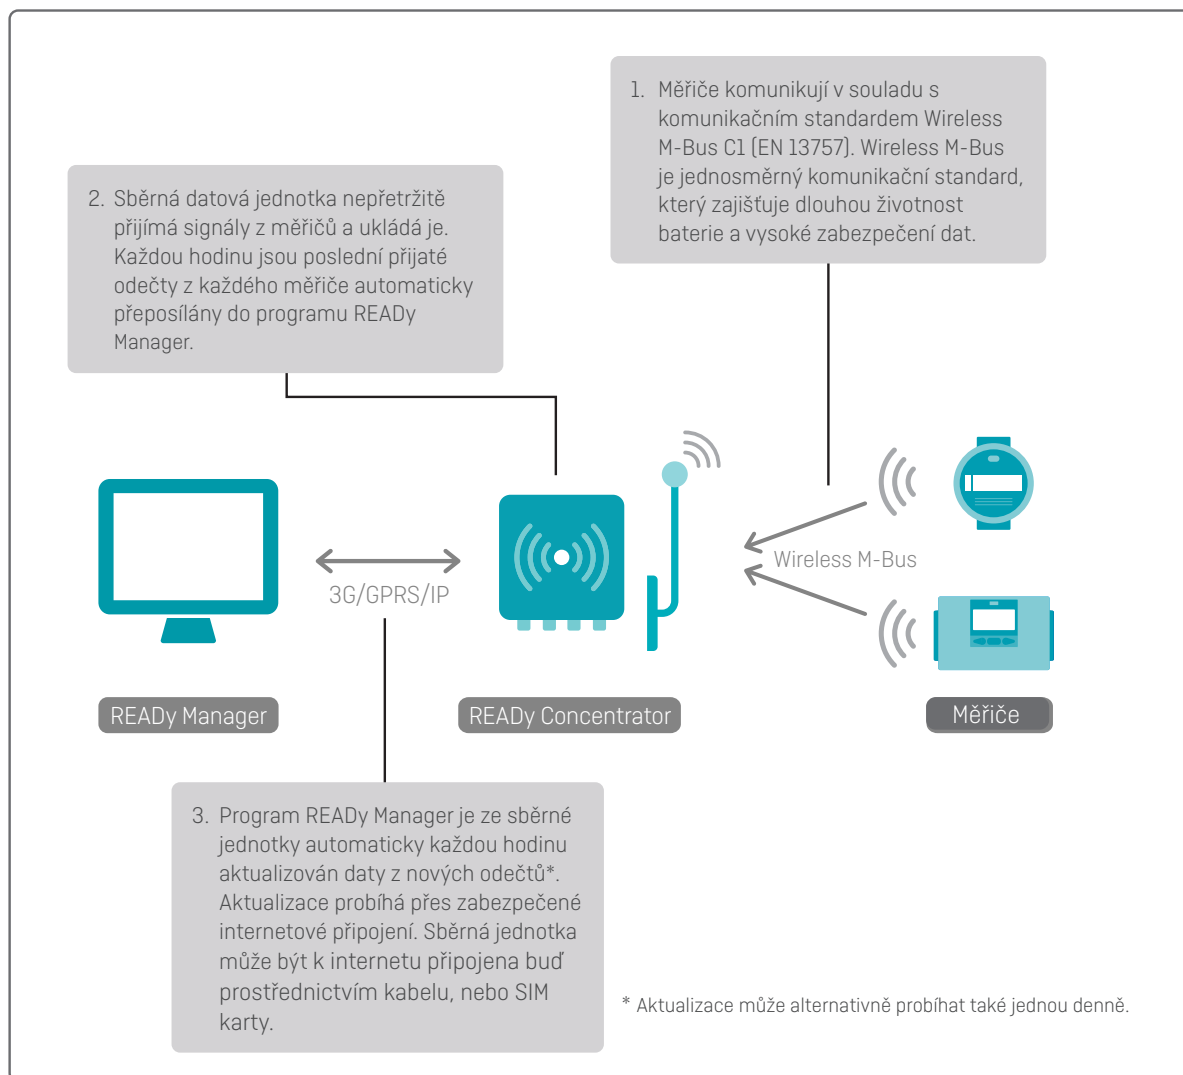 1. Měřiče komunikují v souladu s
komunikačním standardem Wireless
M-Bus C1 (EN 13757). Wireless M-Bus
je jednosměrný komunikační standard,
který zajišťuje dlouhou životnost
baterie a vysoké zabezpečení dat.
2. Sběrná datová jednotka nepřetržitě
přijímá signály z měřičů a ukládá je.
Každou hodinu jsou poslední přijaté
odečty z každého měřiče automaticky
přeposílány do programu READy
Manager.
3G/GPRS/IP
Wireless M-Bus
READy Manager
READy Concentrator
Měřiče
3. Program READy Manager je ze sběrné
jednotky automaticky každou hodinu
aktualizován daty z nových odečtů*.
Aktualizace probíhá přes zabezpečené
internetové připojení. Sběrná jednotka
může být k internetu připojena buď
prostřednictvím kabelu, nebo SIM
karty.
* Aktualizace může alternativně probíhat také jednou denně.